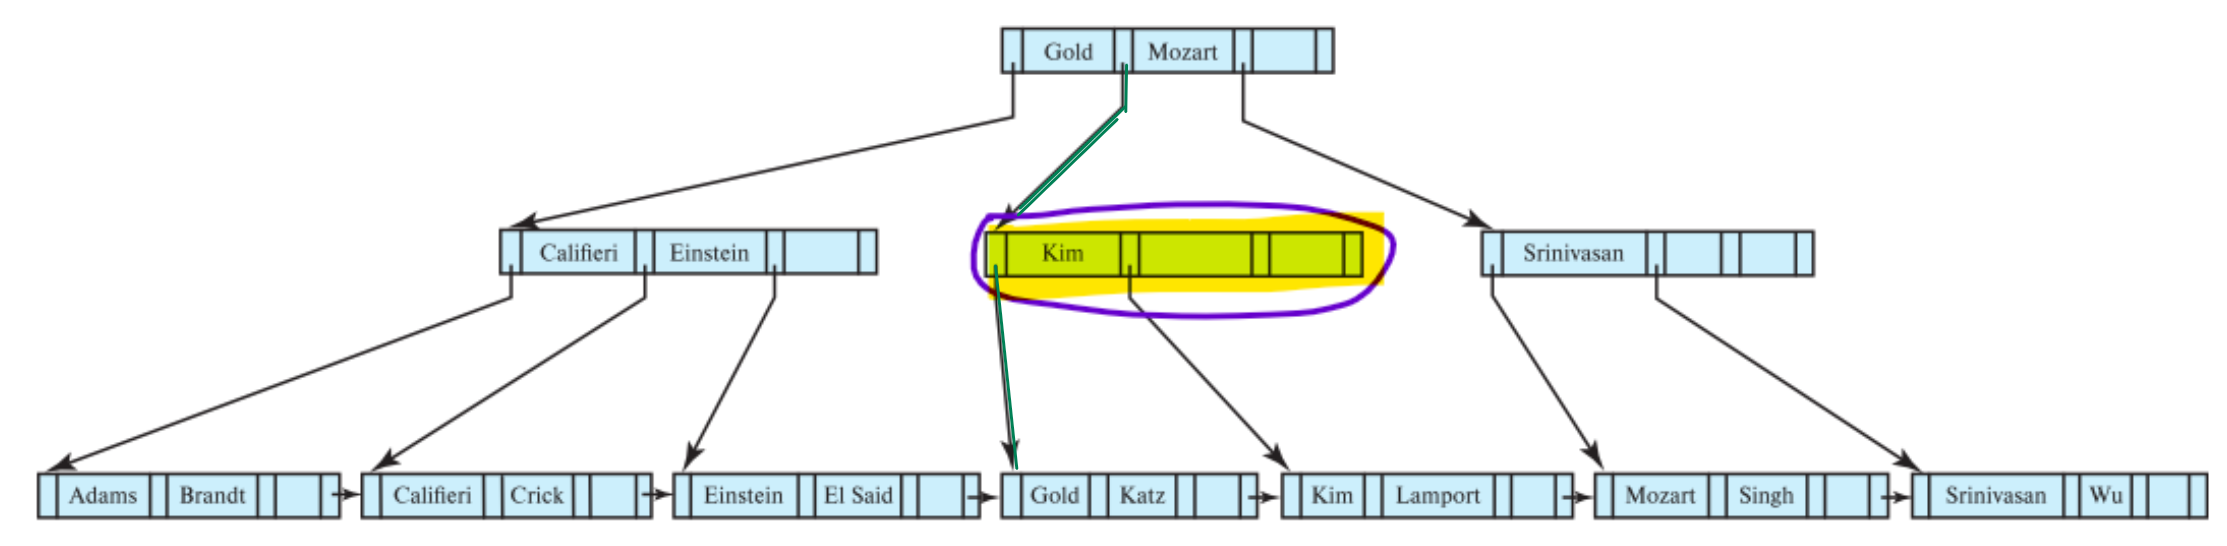 Gold Mozart
Califieri Einstein
Kim
Srinivasan
Adams Brandt
Califieri Crick
Einstein El Said
Gold Katz
Kim Lamport
Mozart Singh
Srinivasan Wu